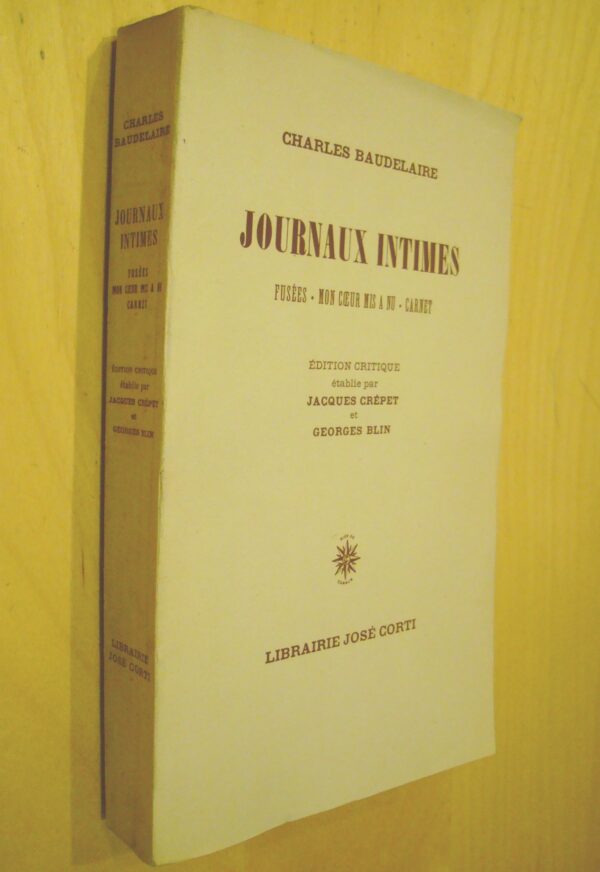 CHARLES
BAUDELAIRE
JOURNAUX
INTIMES
FUSÉES
MON CŒUR MIS A NU
CARNET
ÉDITION CRITIQUE
établie par
JACQUES CRÉPET
et
GEORGES BLIN
LIBRAIRIE
JOSÉ CORTI
CHARLES BAUDELAIRE
JOURNAUX INTIMES
FUSÉES - MON CŒUR MIS A NU - CARNET
ÉDITION CRITIQUE
établie par
JACQUES CRÉPET
et
GEORGES BLIN
LIBRAIRIE JOSÉ CORTI